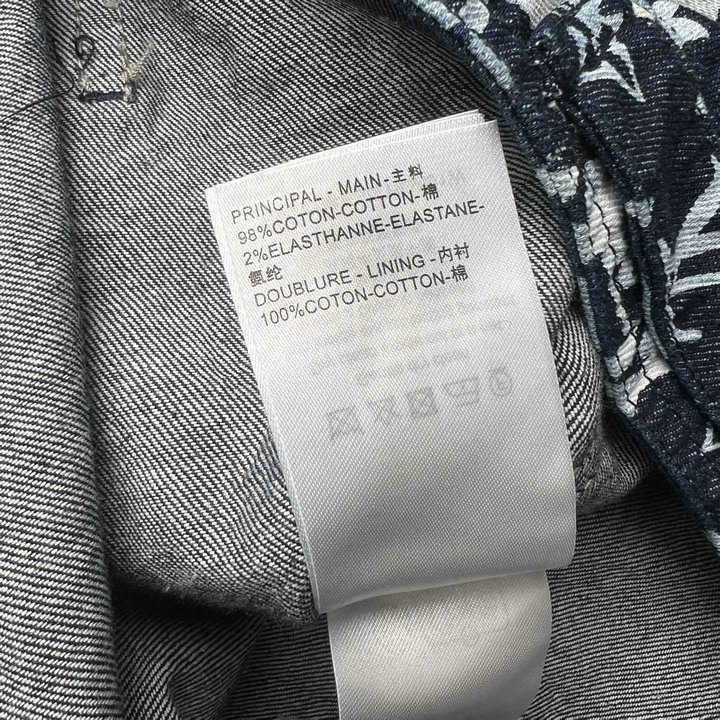 PRINCIPAL - MAIN-主料
98%COTON-COTTON-棉
2%ELASTHANNE-ELASTANE-
氨纶
DOUBLURE - LINING -内衬
100%COTON-COTTON-棉